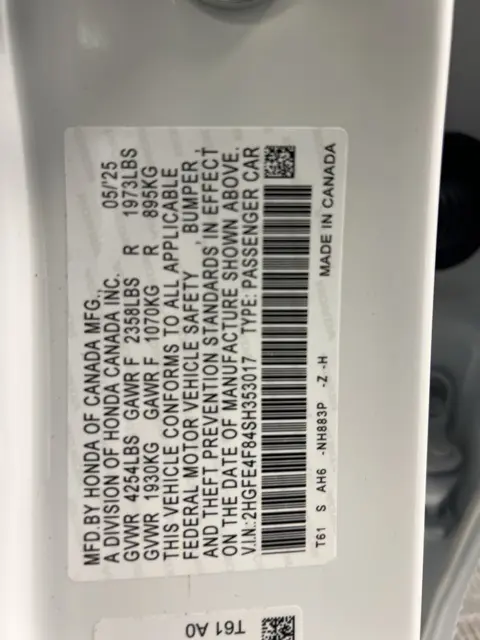 MFD.BY HONDA OF CANADA MFG.,
A DIVISION OF HONDA CANADA INC. 05/'25
GVWR 4254LBS GAWR F 2358LBS R 1973LBS
GVWR 1930KG GAWR F 1070KG R 895KG
THIS VEHICLE CONFORMS TO ALL APPLICABLE
FEDERAL MOTOR VEHICLE SAFETY , BUMPER ,
AND THEFT PREVENTION STANDARDS IN EFFECT
ON THE DATE OF MANUFACTURE SHOWN ABOVE.
V.I.N.:2HGFE4F84SH353017 TYPE: PASSENGER CAR
T61 S AH6 -NH883P -Z -H MADE IN CANADA
T61 A0